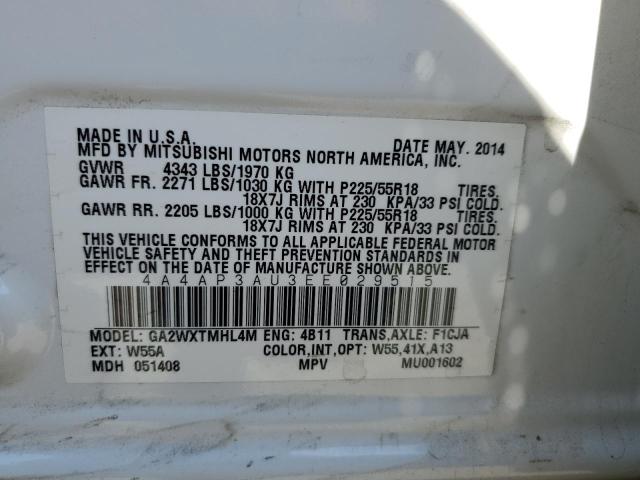 MADE IN U.S.A. DATE MAY. 2014
MFD BY MITSUBISHI MOTORS NORTH AMERICA, INC.
GVWR 4343 LBS/1970 KG
GAWR FR. 2271 LBS/1030 KG WITH P225/55R18 TIRES.
18X7J RIMS AT 230 KPA/33 PSI COLD.
GAWR RR. 2205 LBS/1000 KG WITH P225/55R18 TIRES.
18X7J RIMS AT 230 KPA/33 PSI COLD.
THIS VEHICLE CONFORMS TO ALL APPLICABLE FEDERAL MOTOR
VEHICLE SAFETY AND THEFT PREVENTION STANDARDS IN
EFFECT ON THE DATE OF MANUFACTURE SHOWN ABOVE.
4A4AP3AU3EE029515
MODEL: GA2WXTMHL4M ENG: 4B11 TRANS,AXLE: F1CJA
EXT: W55A COLOR,INT,OPT: W55,41X,A13
MDH 051408 MPV MU001602